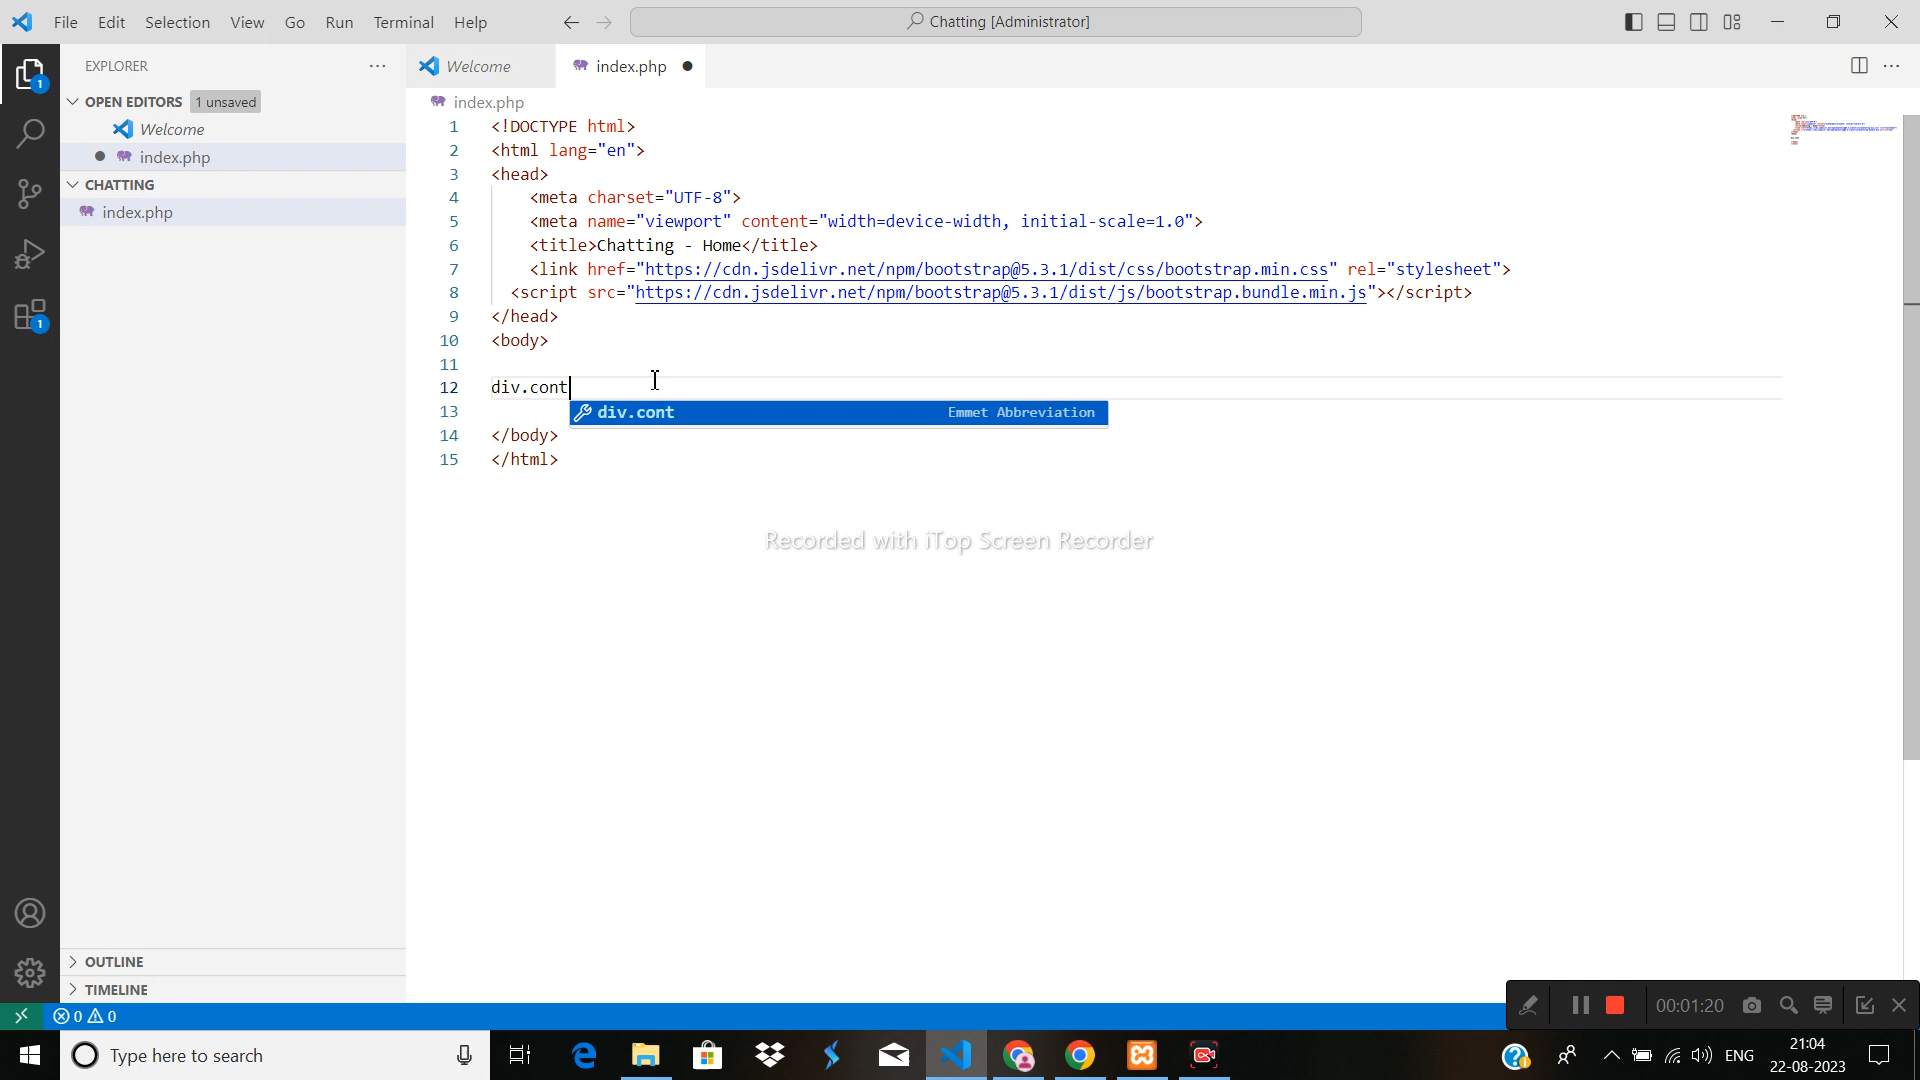 File Edit Selection View Go Run Terminal Help
Chatting [Administrator]
EXPLORER
OPEN EDITORS 1 unsaved
Welcome
index.php
CHATTING
index.php
OUTLINE
TIMELINE
Welcome index.php
index.php
1 <!DOCTYPE html>
2 <html lang="en">
3 <head>
4 <meta charset="UTF-8">
5 <meta name="viewport" content="width=device-width, initial-scale=1.0">
6 <title>Chatting - Home</title>
7 <link href="https://cdn.jsdelivr.net/npm/bootstrap@5.3.1/dist/css/bootstrap.min.css" rel="stylesheet">
8 <script src="https://cdn.jsdelivr.net/npm/bootstrap@5.3.1/dist/js/bootstrap.bundle.min.js"></script>
9 </head>
10 <body>
11
12 div.cont
div.cont Emmet Abbreviation
13
14 </body>
15 </html>
Recorded with iTop Screen Recorder
1
1
0 0
00:01:20
Type here to search
ENG
21:04
22-08-2023